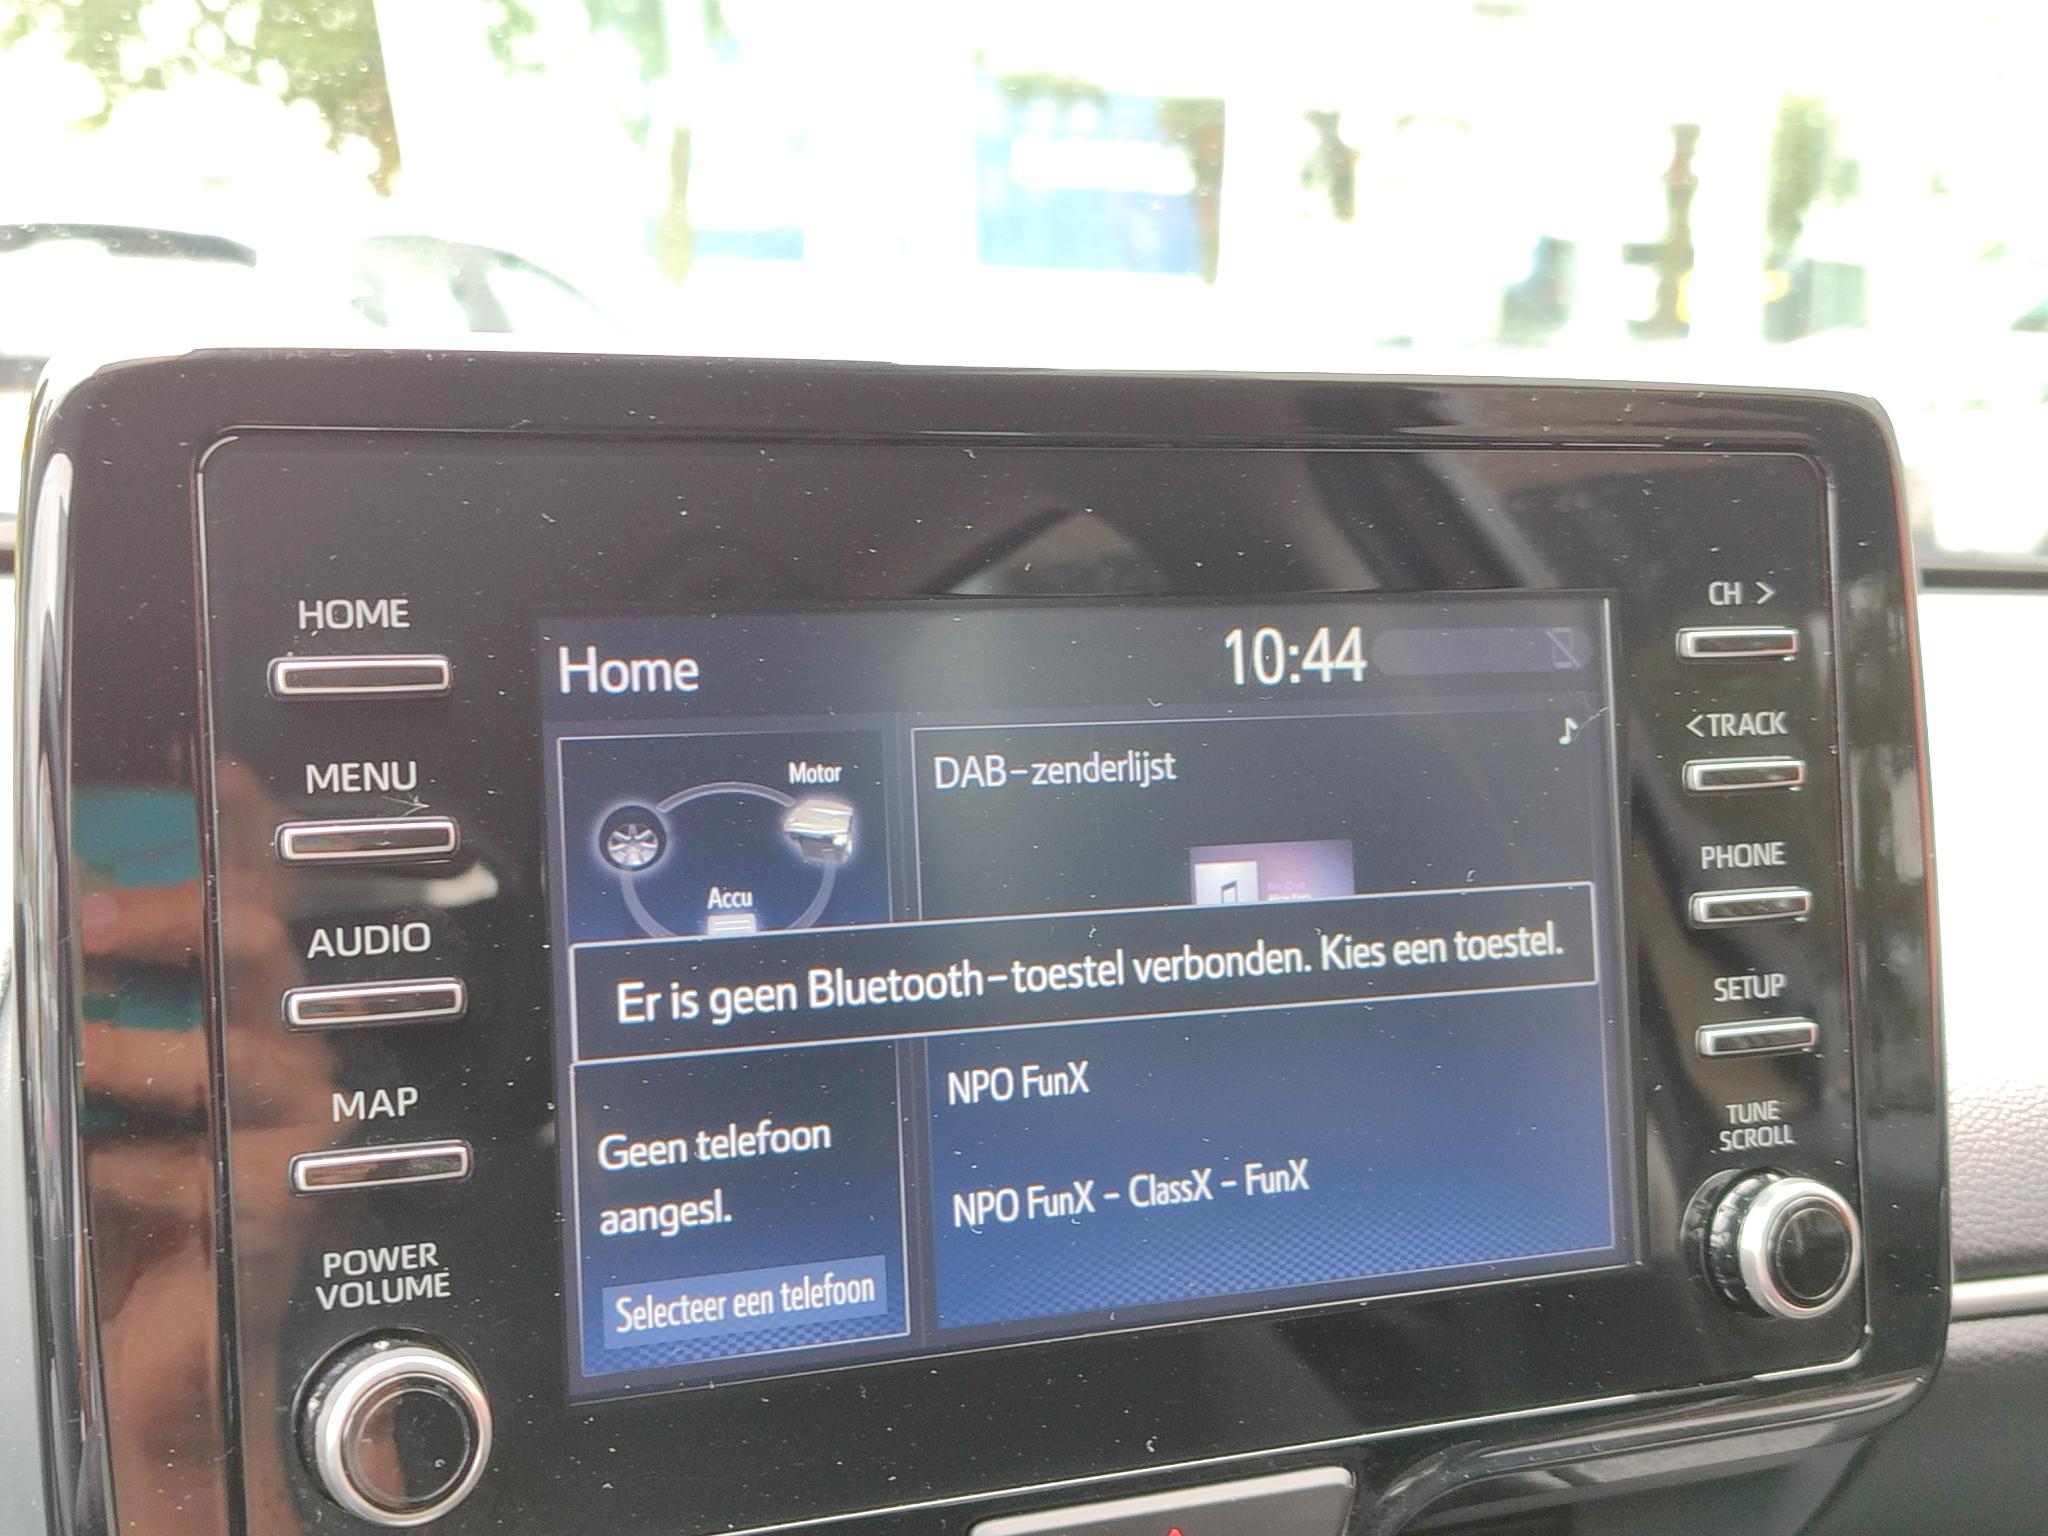 HOME
MENU
AUDIO
MAP
POWER
VOLUME
Home
10:44
Motor
Accu
DAB-zenderlijst
Er is geen Bluetooth-toestel verbonden. Kies een toestel.
Geen telefoon
aangesl.
Selecteer een telefoon
NPO FunX
NPO FunX - ClassX - FunX
CH >
<TRACK
PHONE
SETUP
TUNE
SCROLL